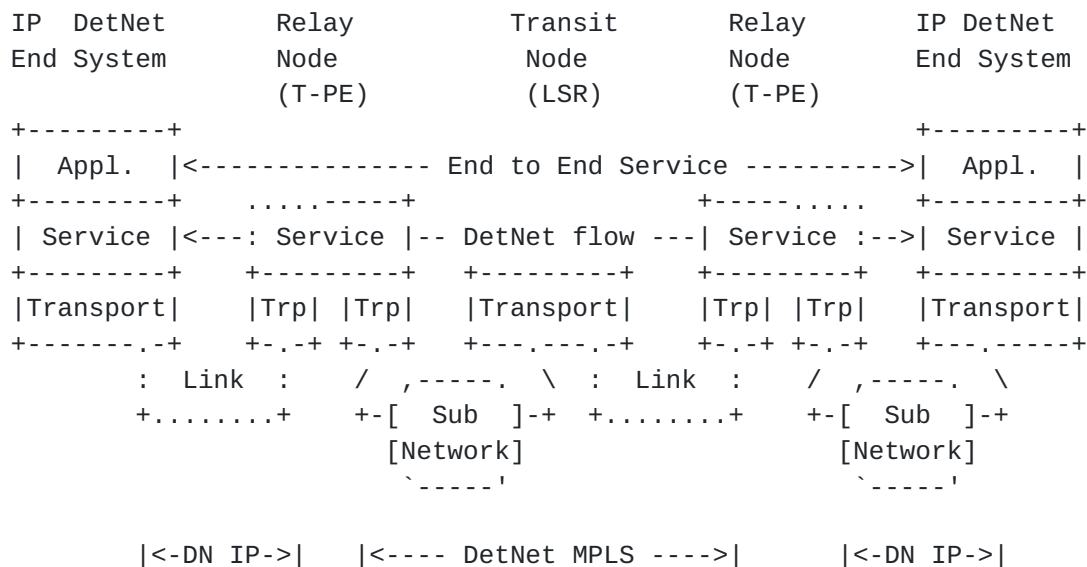 IP  DetNet        Relay            Transit          Relay          IP DetNet
End System        Node              Node            Node           End System
                  (T-PE)            (LSR)           (T-PE)
+---------+                                                        +---------+
|  Appl.  |<--------------- End to End Service ---------->|  Appl.  |
+---------+     .....-----+                     +-----.....  +---------+
| Service |<---: Service |-- DetNet flow ---| Service :-->| Service |
+---------+    +---------+   +---------+    +---------+   +---------+
|Transport|    |Trp| |Trp|   |Transport|    |Trp| |Trp|   |Transport|
+-------.-+    +-.-+ +-.-+   +---.---.-+    +-.-+ +-.-+   +---.-----+
        :  Link  :    /  ,-----.  \  :  Link  :    /  ,-----.  \
        +........+    +-[  Sub  ]-+  +........+    +-[  Sub  ]-+
                        [Network]                    [Network]
                         `-----'                      `-----'
        |<-DN IP->|   |<---- DetNet MPLS ---->|      |<-DN IP->|